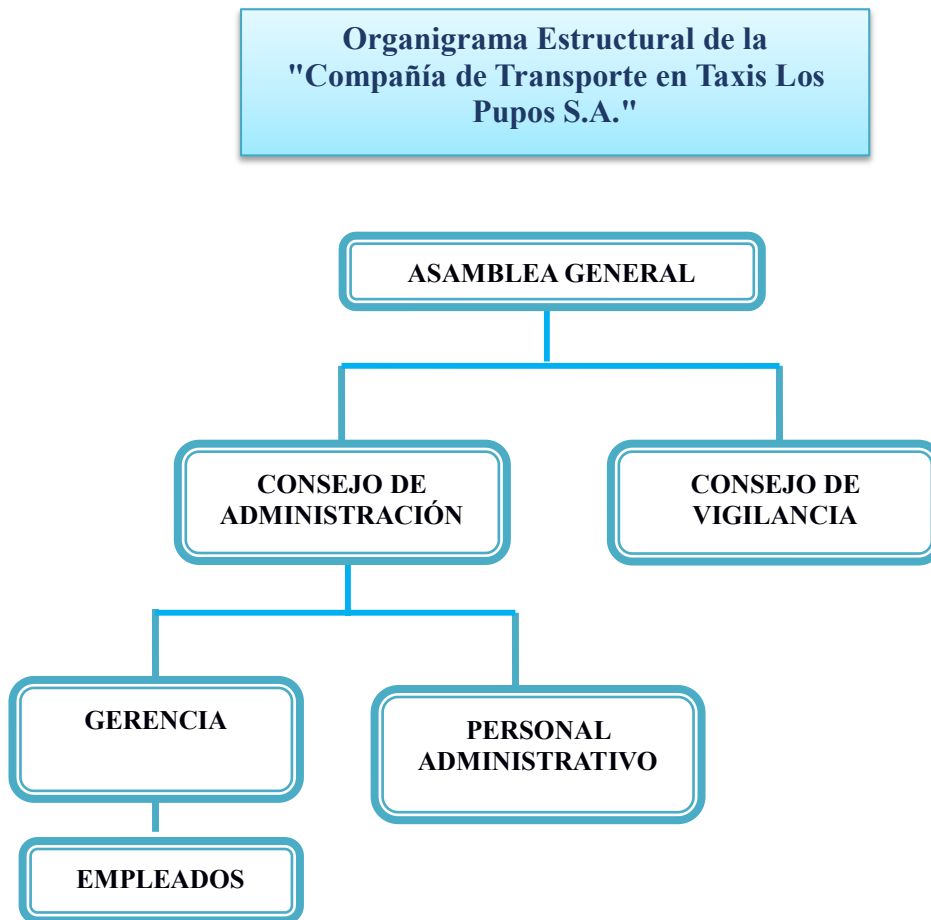 Organigrama Estructural de la
"Compañía de Transporte en Taxis Los
Pupos S.A."
ASAMBLEA GENERAL
CONSEJO DE
ADMINISTRACIÓN
CONSEJO DE
VIGILANCIA
GERENCIA
PERSONAL
ADMINISTRATIVO
EMPLEADOS